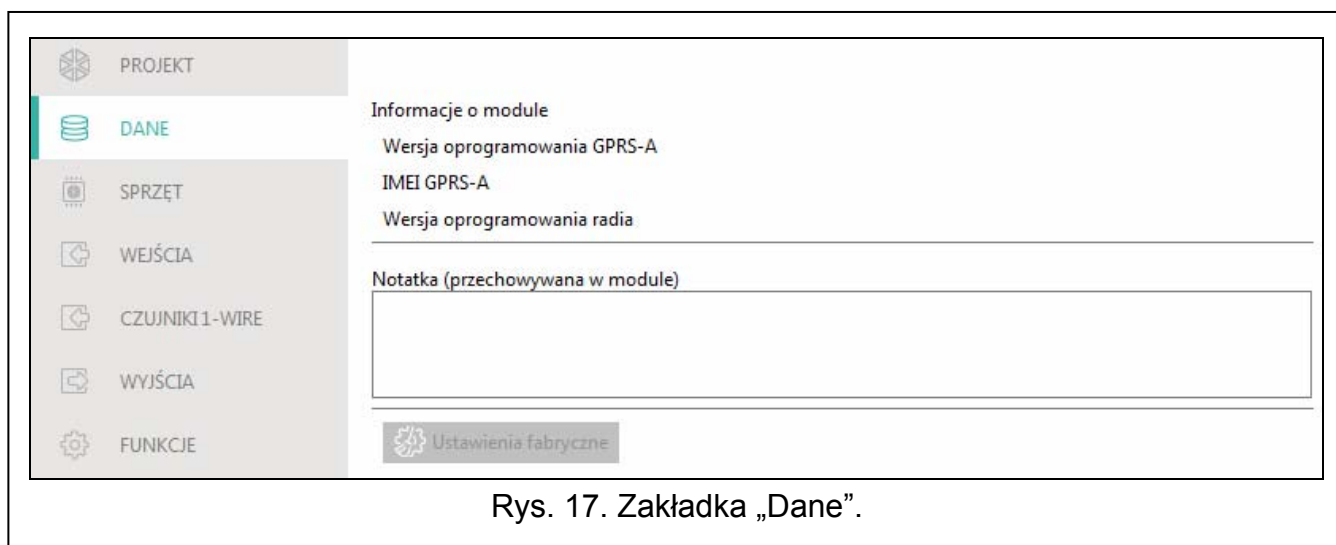 PROJEKT
DANE
SPRZĘT
WEJŚCIA
CZUJNIKI 1-WIRE
WYJŚCIA
FUNKCJE
Informacje o module
Wersja oprogramowania GPRS-A
IMEI GPRS-A
Wersja oprogramowania radia
Notatka (przechowywana w module)
Ustawienia fabryczne
Rys. 17. Zakładka „Dane”.